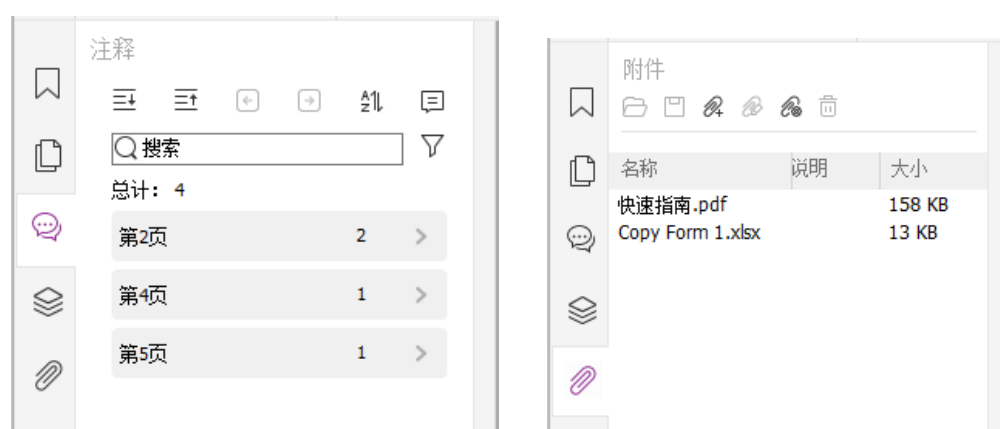 注释
搜索
总计： 4
第2页 2
第4页 1
第5页 1
附件
名称 说明 大小
快速指南.pdf 158 KB
Copy Form 1.xlsx 13 KB